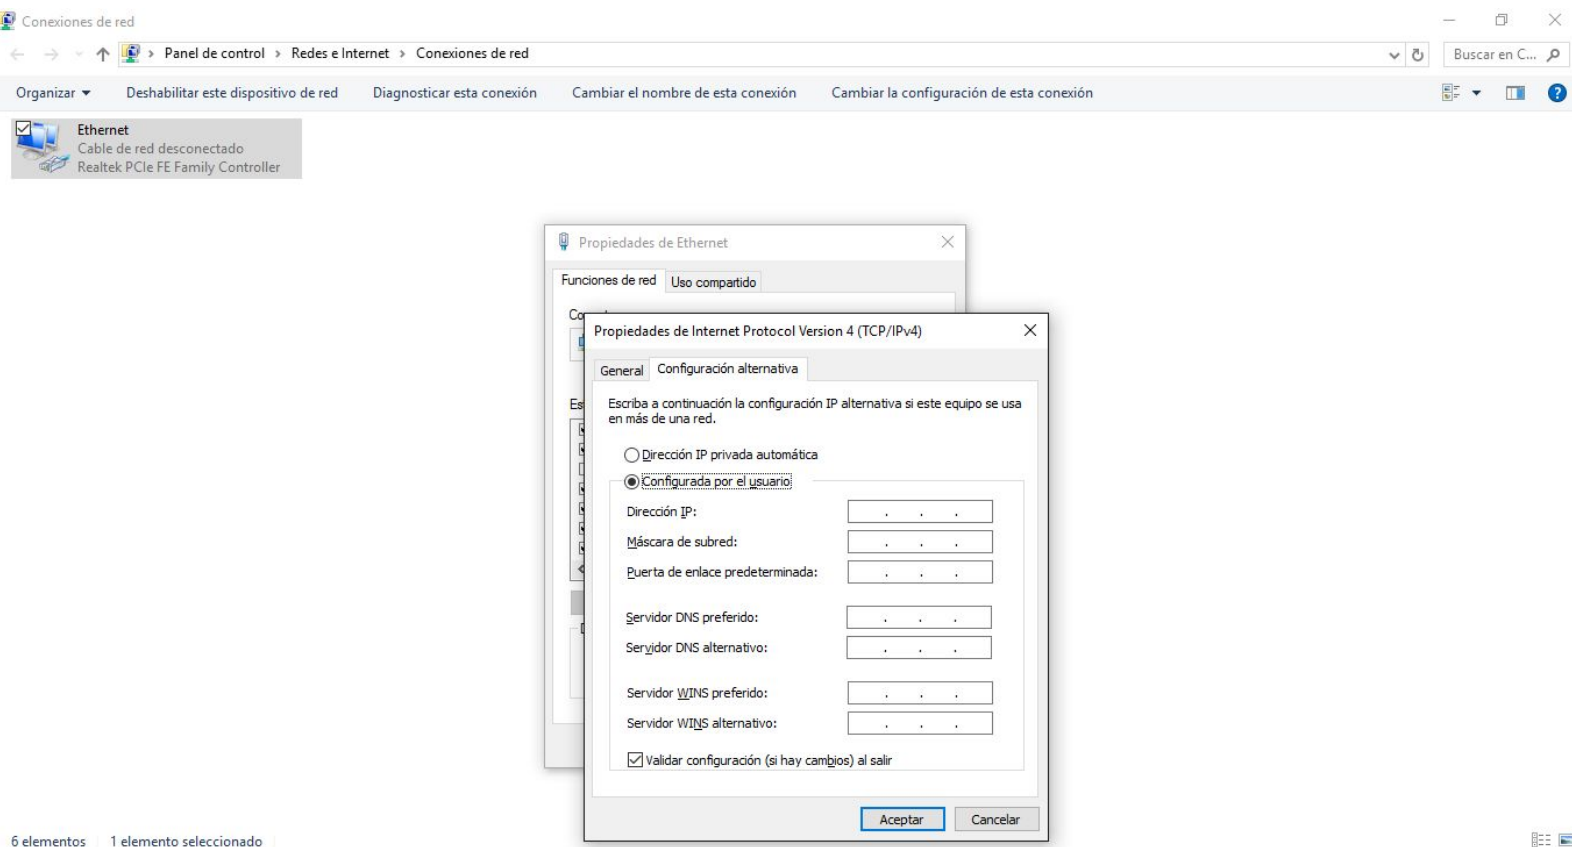 Conexiones de red
Panel de control > Redes e Internet > Conexiones de red
Buscar en C...
Organizar
Deshabilitar este dispositivo de red
Diagnosticar esta conexión
Cambiar el nombre de esta conexión
Cambiar la configuración de esta conexión
Ethernet
Cable de red desconectado
Realtek PCIe FE Family Controller
Propiedades de Ethernet
Funciones de red
Uso compartido
Propiedades de Internet Protocol Version 4 (TCP/IPv4)
General
Configuración alternativa
Escriba a continuación la configuración IP alternativa si este equipo se usa
en más de una red.
Dirección IP privada automática
Configurada por el usuario
Dirección IP:
Máscara de subred:
Puerta de enlace predeterminada:
Servidor DNS preferido:
Servidor DNS alternativo:
Servidor WINS preferido:
Servidor WINS alternativo:
Validar configuración (si hay cambios) al salir
Aceptar
Cancelar
6 elementos
1 elemento seleccionado